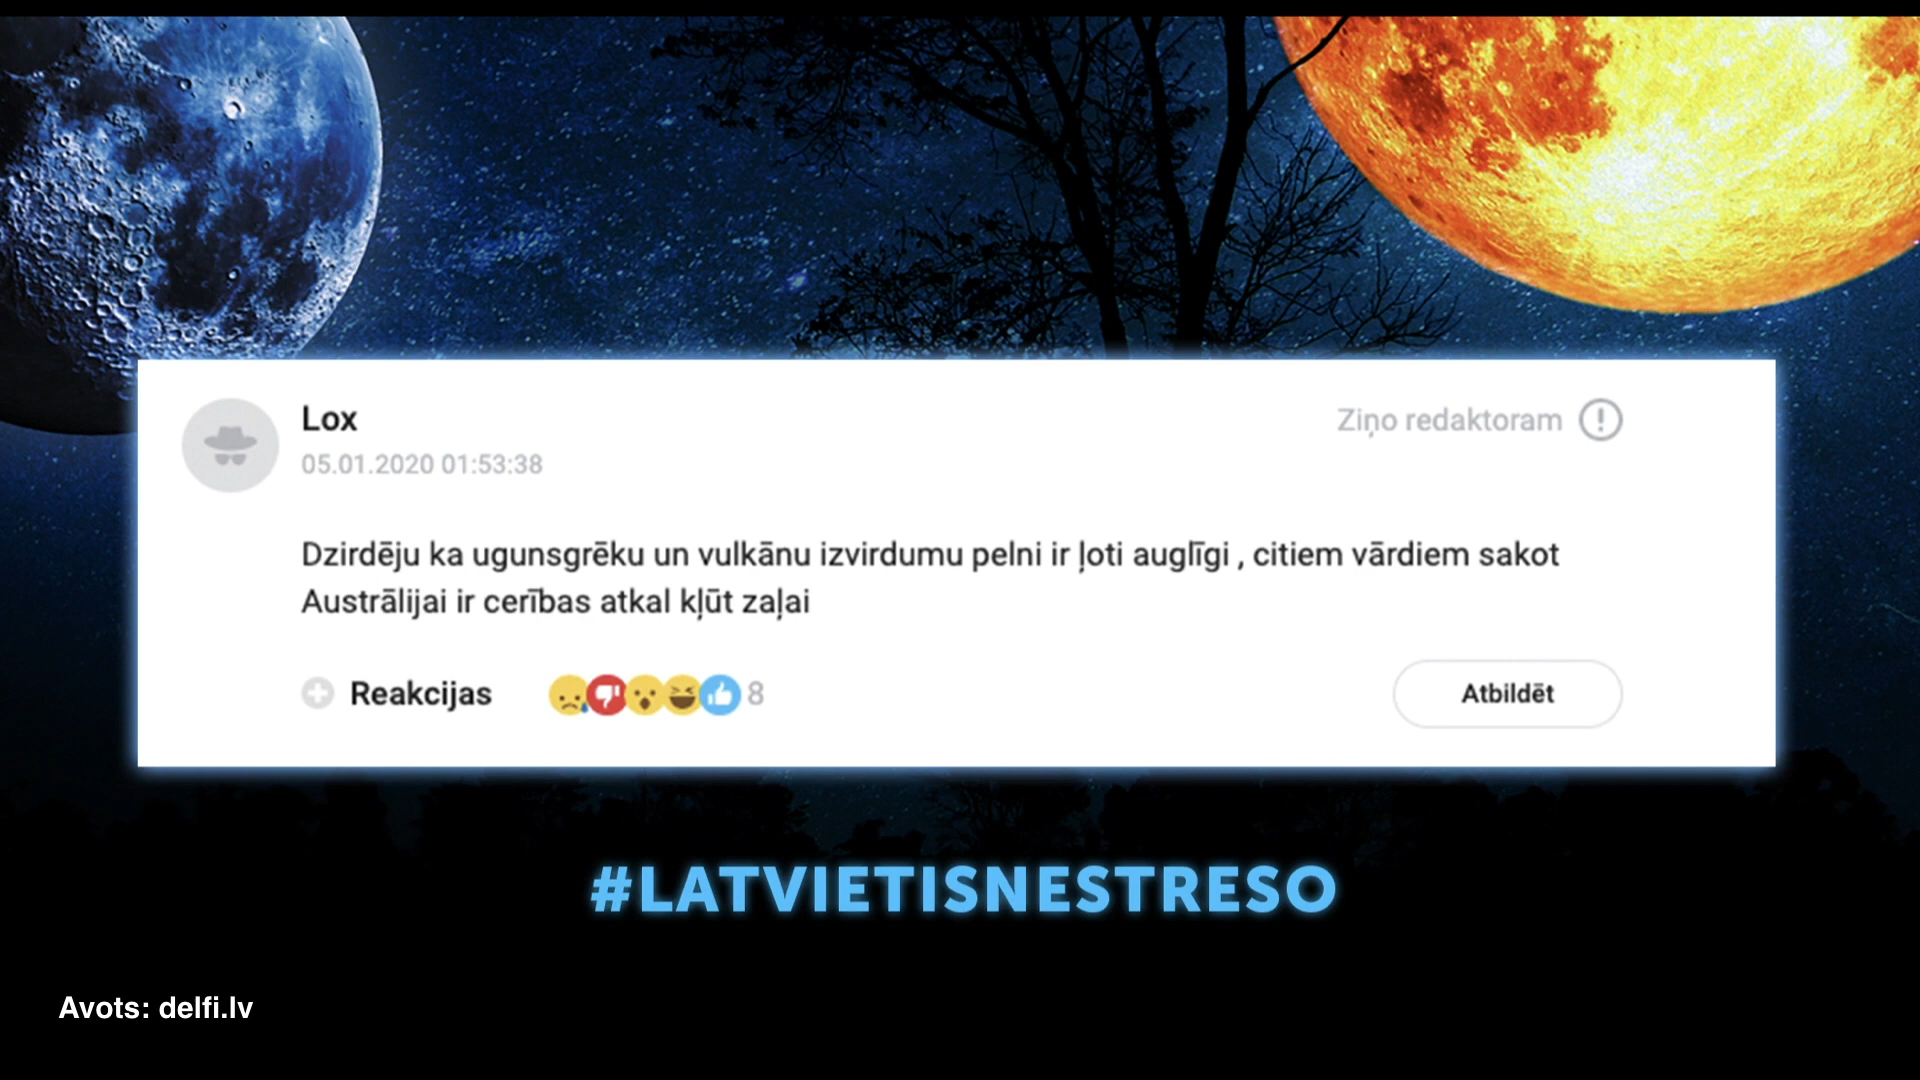 Lox
Ziņo redaktoram
05.01.2020 01:53:38
Dzirdēju ka ugunsgrēku un vulkānu izvirdumu pelni ir ļoti auglīgi , citiem vārdiem sakot
Austrālijai ir cerības atkal kļūt zaļai
Reakcijas 8
Atbildēt
#LATVIETISNESTRESO
Avots: delfi.lv